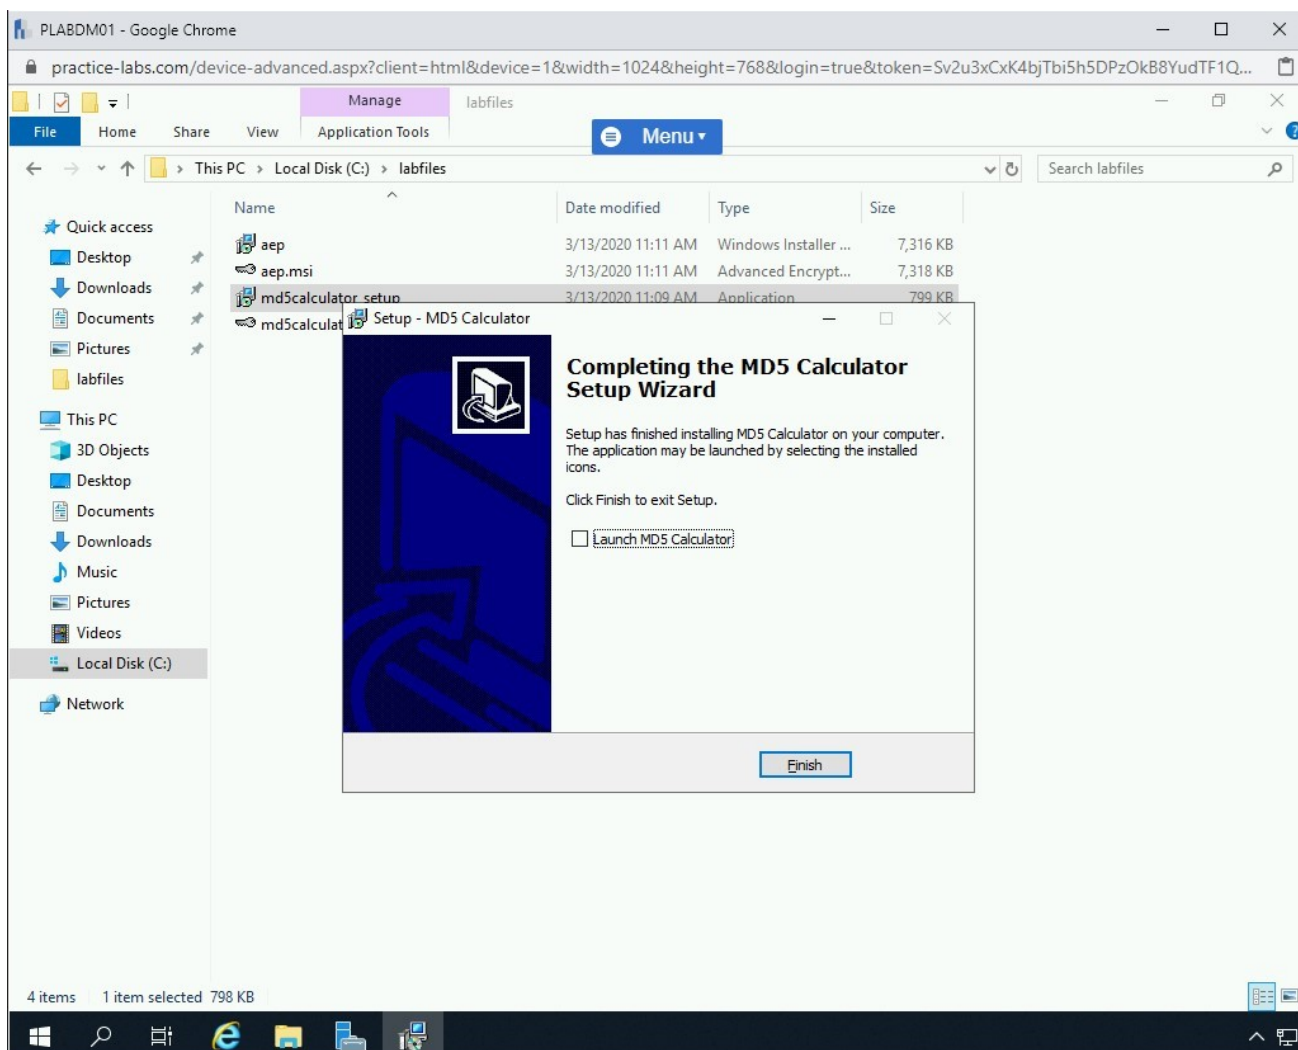 PLABDM01 - Google Chrome
practice-labs.com/device-advanced.aspx?client=html&device=1&width=1024&height=768&login=true&token=Sv2u3xCxK4bjTbi5h5DPzOkB8YudTF1Q...
Manage labfiles
File Home Share View Application Tools
Menu
This PC > Local Disk (C:) > labfiles
Search labfiles
Name Date modified Type Size
Quick access
Desktop
Downloads
Documents
Pictures
labfiles
This PC
3D Objects
Desktop
Documents
Downloads
Music
Pictures
Videos
Local Disk (C:)
Network
aep 3/13/2020 11:11 AM Windows Installer ... 7,316 KB
aep.msi 3/13/2020 11:11 AM Advanced Encrypt... 7,318 KB
md5calculator_setup 3/13/2020 11:09 AM Application 799 KB
md5calculat
Setup - MD5 Calculator
Completing the MD5 Calculator
Setup Wizard
Setup has finished installing MD5 Calculator on your computer.
The application may be launched by selecting the installed
icons.
Click Finish to exit Setup.
Launch MD5 Calculator
Finish
4 items 1 item selected 798 KB